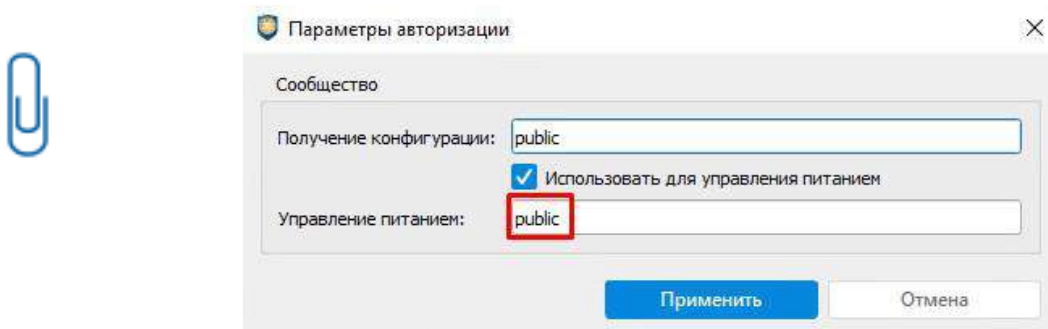 Параметры авторизации
Сообщество
Получение конфигурации: public
Использовать для управления питанием
Управление питанием: public
Применить Отмена